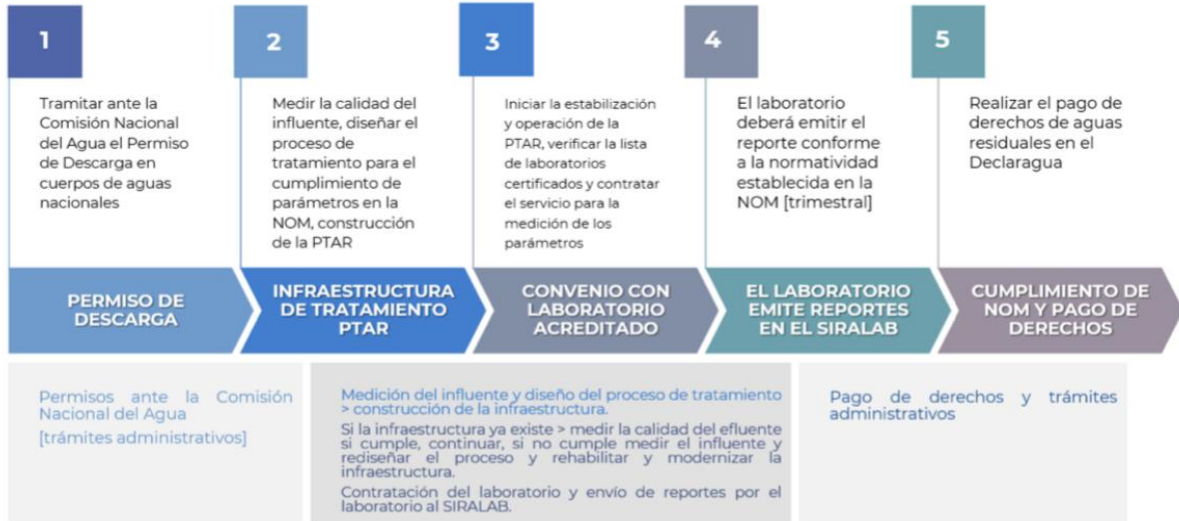 1
Tramitar ante la
Comisión Nacional
del Agua el Permiso
de Descarga en
cuerpos de aguas
nacionales
2
Medir la calidad del
influente, diseñar el
proceso de
tratamiento para el
cumplimiento de
parámetros en la
NOM, construcción
de la PTAR
3
Iniciar la estabilización
y operación de la
PTAR, verificar la lista
de laboratorios
certificados y contratar
el servicio para la
medición de los
parámetros
4
El laboratorio
deberá emitir el
reporte conforme
a la normatividad
establecida en la
NOM [trimestral]
5
Realizar el pago de
derechos de aguas
residuales en el
Declaragua
PERMISO DE
DESCARGA
INFRAESTRUCTURA
DE TRATAMIENTO
PTAR
CONVENIO CON
LABORATORIO
ACREDITADO
EL LABORATORIO
EMITE REPORTES
EN EL SIRALAB
CUMPLIMIENTO DE
NOM Y PAGO DE
DERECHOS
Permisos ante la Comisión
Nacional del Agua
[trámites administrativos]
Medición del influente y diseño del proceso de tratamiento
> construcción de la infraestructura.
Si la infraestructura ya existe > medir la calidad del efluente
si cumple, continuar, si no cumple medir el influente y
rediseñar el proceso y rehabilitar y modernizar la
infraestructura.
Contratación del laboratorio y envío de reportes por el
laboratorio al SIRALAB.
Pago de derechos y trámites
administrativos